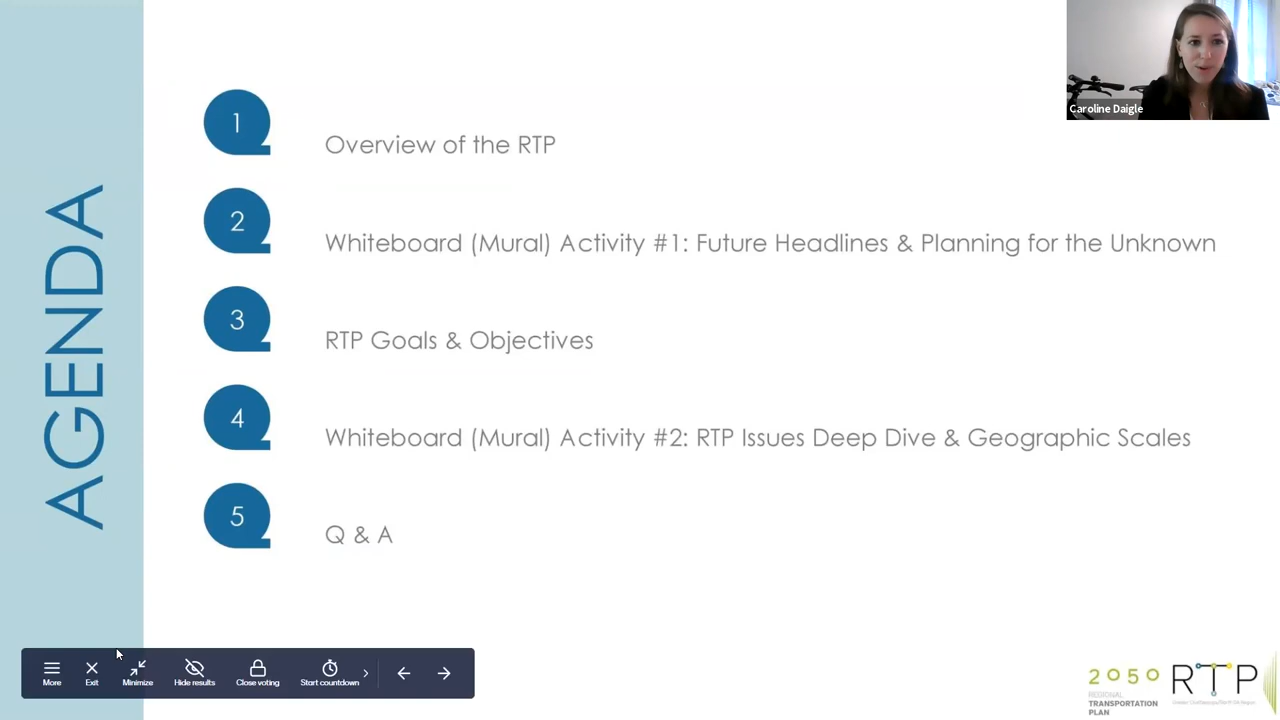 Caroline Daigle
AGENDA
1
Overview of the RTP
2
Whiteboard (Mural) Activity #1: Future Headlines & Planning for the Unknown
3
RTP Goals & Objectives
4
Whiteboard (Mural) Activity #2: RTP Issues Deep Dive & Geographic Scales
5
Q & A
More
Exit
Minimize
Hide results
Close voting
Start countdown
2050
REGIONAL
TRANSPORTATION
PLAN
RTP